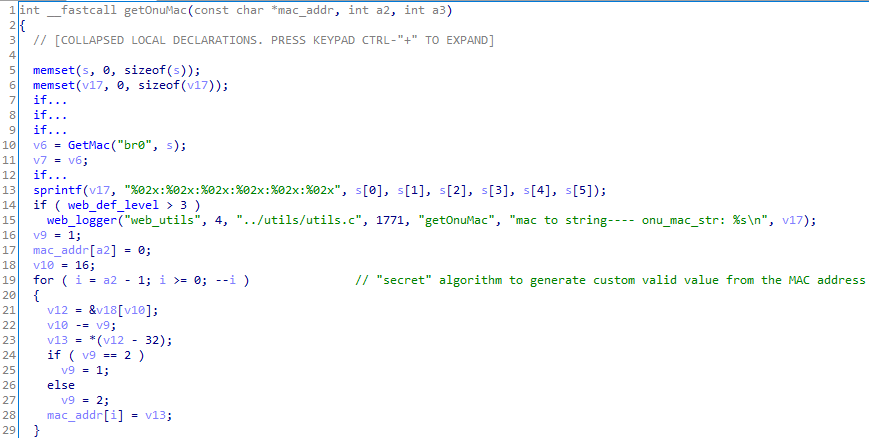 1 int __fastcall getOnuMac(const char *mac_addr, int a2, int a3)
2 {
3 // [COLLAPSED LOCAL DECLARATIONS. PRESS KEYPAD CTRL-"+" TO EXPAND]
4
5 memset(s, 0, sizeof(s));
6 memset(v17, 0, sizeof(v17));
7 if...
8 if...
9 if...
10 v6 = GetMac("br0", s);
11 v7 = v6;
12 if...
13 sprintf(v17, "%02x:%02x:%02x:%02x:%02x:%02x", s[0], s[1], s[2], s[3], s[4], s[5]);
14 if ( web_def_level > 3 )
15 web_logger("web_utils", 4, "../utils/utils.c", 1771, "getOnuMac", "mac to string---- onu_mac_str: %s\n", v17);
16 v9 = 1;
17 mac_addr[a2] = 0;
18 v10 = 16;
19 for ( i = a2 - 1; i >= 0; --i ) // "secret" algorithm to generate custom valid value from the MAC address
20 {
21 v12 = &v18[v10];
22 v10 -= v9;
23 v13 = *(v12 - 32);
24 if ( v9 == 2 )
25 v9 = 1;
26 else
27 v9 = 2;
28 mac_addr[i] = v13;
29 }